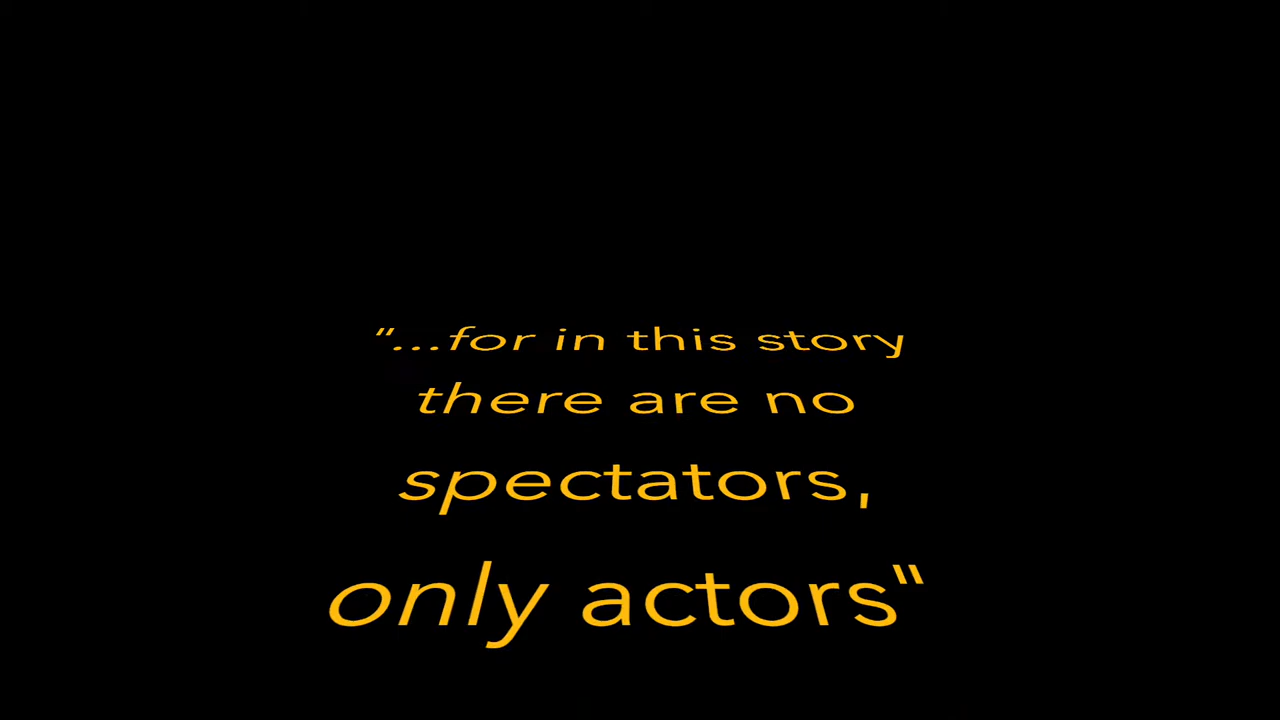 “...for in this story
there are no
spectators,
only actors“